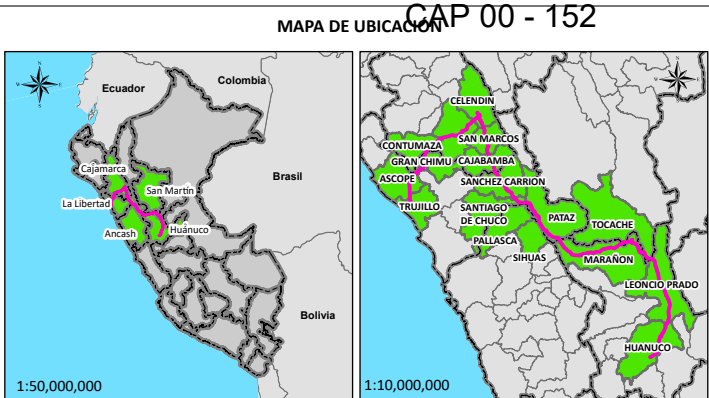 CAP 00 - 152
MAPA DE UBICACIÓN
N
Ecuador
Colombia
Cajamarca
San Martín
La Libertad
Ancash
Huánuco
Brasil
Bolivia
1:50,000,000
N
CELENDIN
SAN MARCOS
CONTUMAZA
GRAN CHIMU
CAJABAMBA
ASCOPE
SANCHEZ CARRION
TRUJILLO
SANTIAGO
DE CHUCO
PATAZ
TOCACHE
PALLASCA
SIHUAS
MARAÑON
LEONCIO PRADO
HUANUCO
1:10,000,000